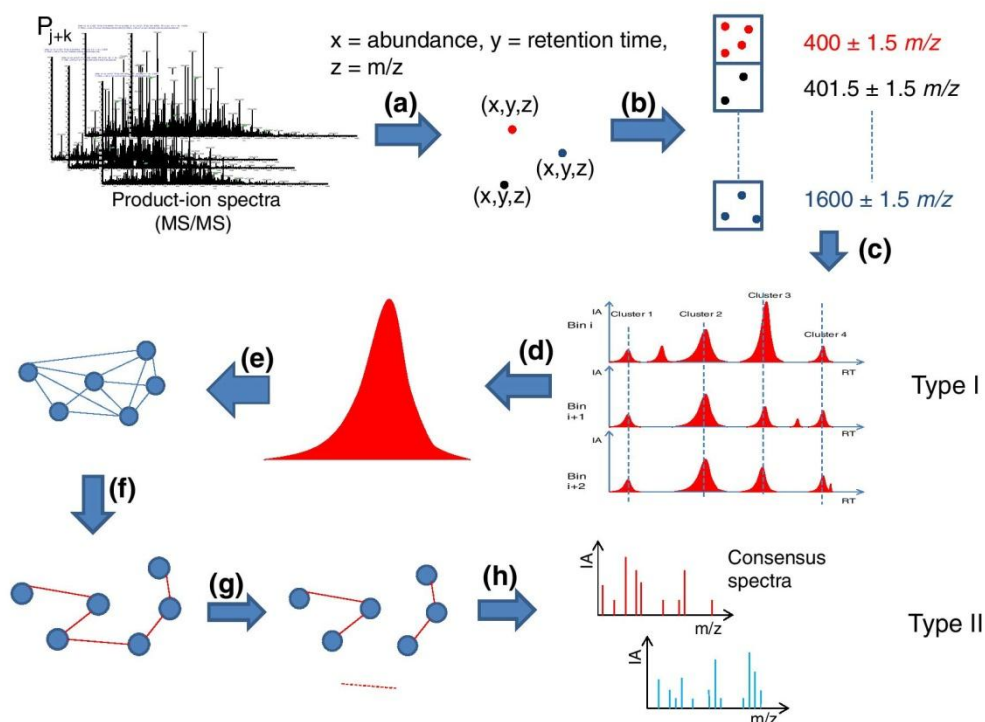 P j+k
x = abundance, y = retention time,
z = m/z
(a)
(b)
(x,y,z)
(x,y,z)
(x,y,z)
400 ± 1.5 m/z
401.5 ± 1.5 m/z
1600 ± 1.5 m/z
Product-ion spectra
(MS/MS)
(c)
Cluster 1
Cluster 2
Cluster 3
Cluster 4
IA
Bin i
RT
IA
Bin
i+1
RT
IA
Bin
i+2
RT
Type I
(d)
(e)
(f)
(g)
(h)
IA
Consensus
spectra
m/z
IA
m/z
Type II